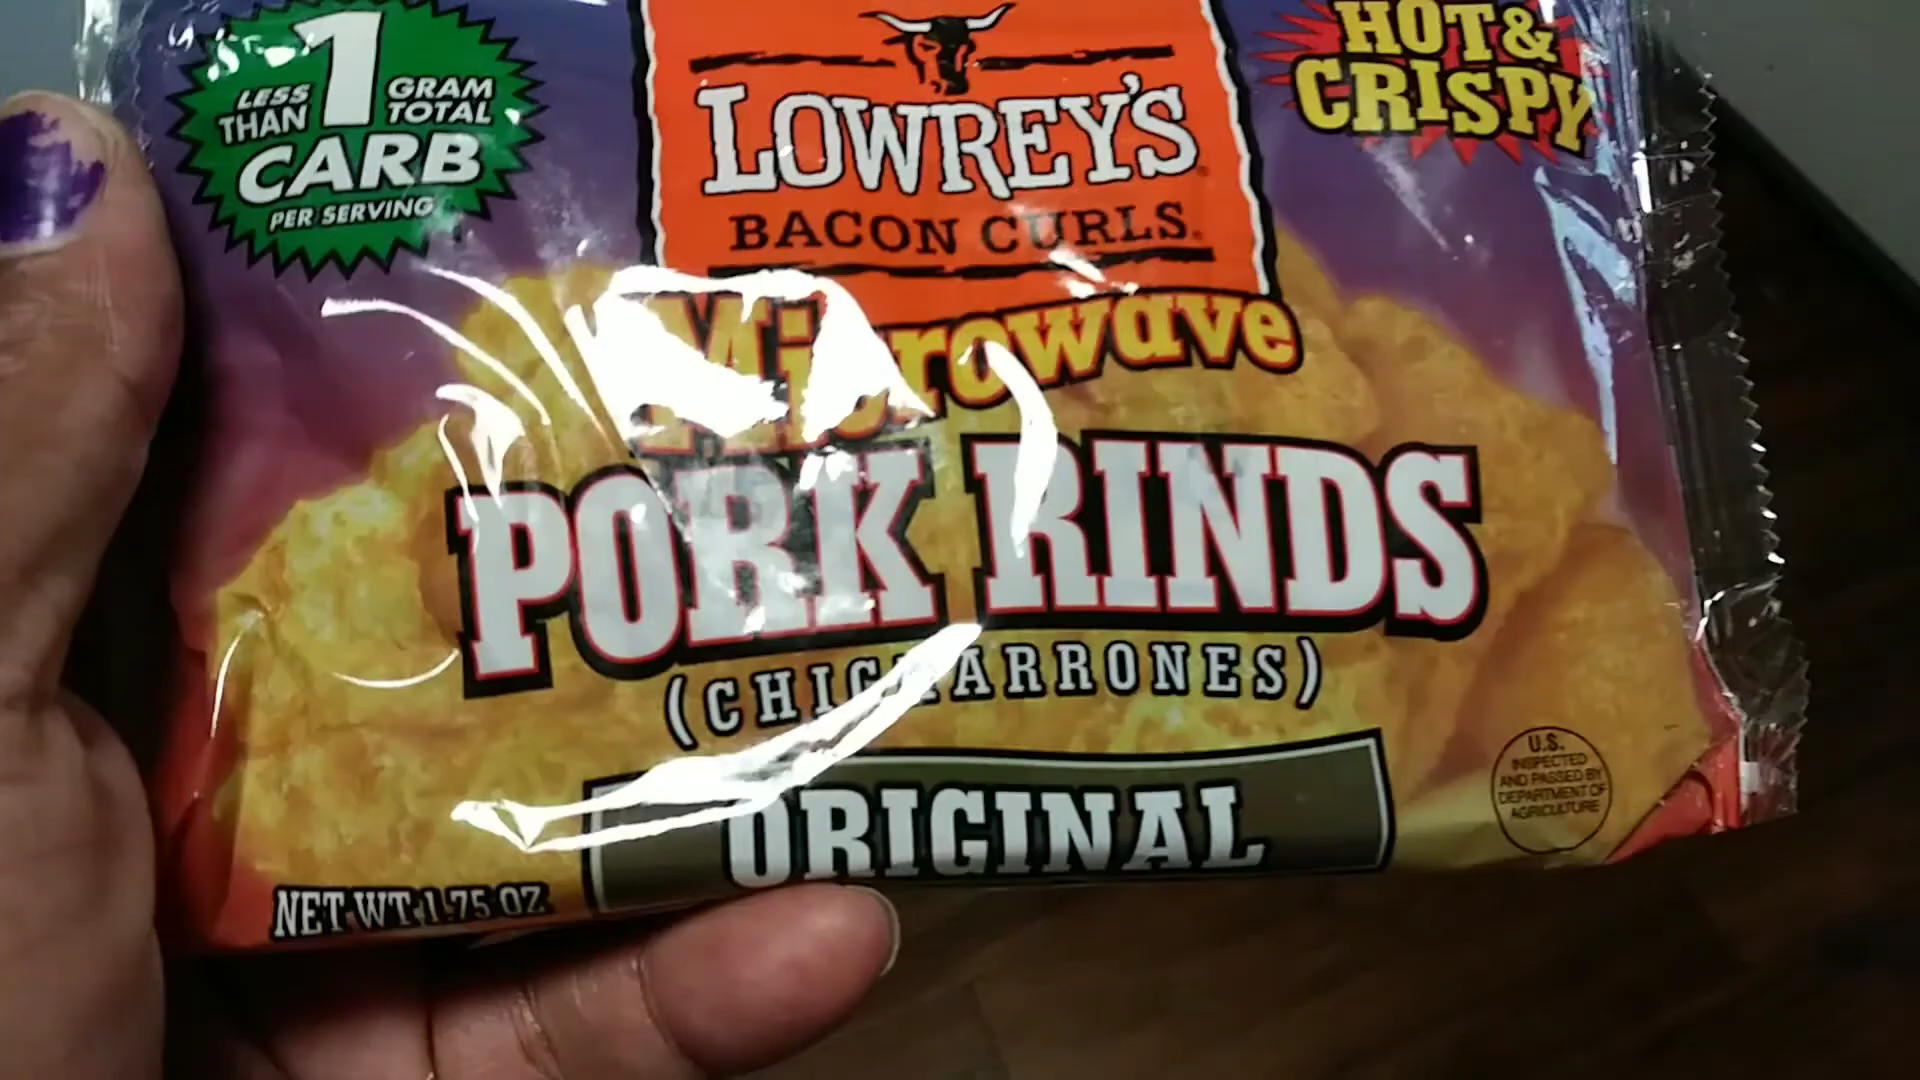 LESS
THAN
1
GRAM
TOTAL
CARB
PER SERVING
LOWREY'S
BACON CURLS
HOT &
CRISPY
Microwave
PORK RINDS
(CHICHARRONES)
ORIGINAL
NET WT 1.75 OZ
U.S.
INSPECTED
AND PASSED BY
DEPARTMENT OF
AGRICULTURE